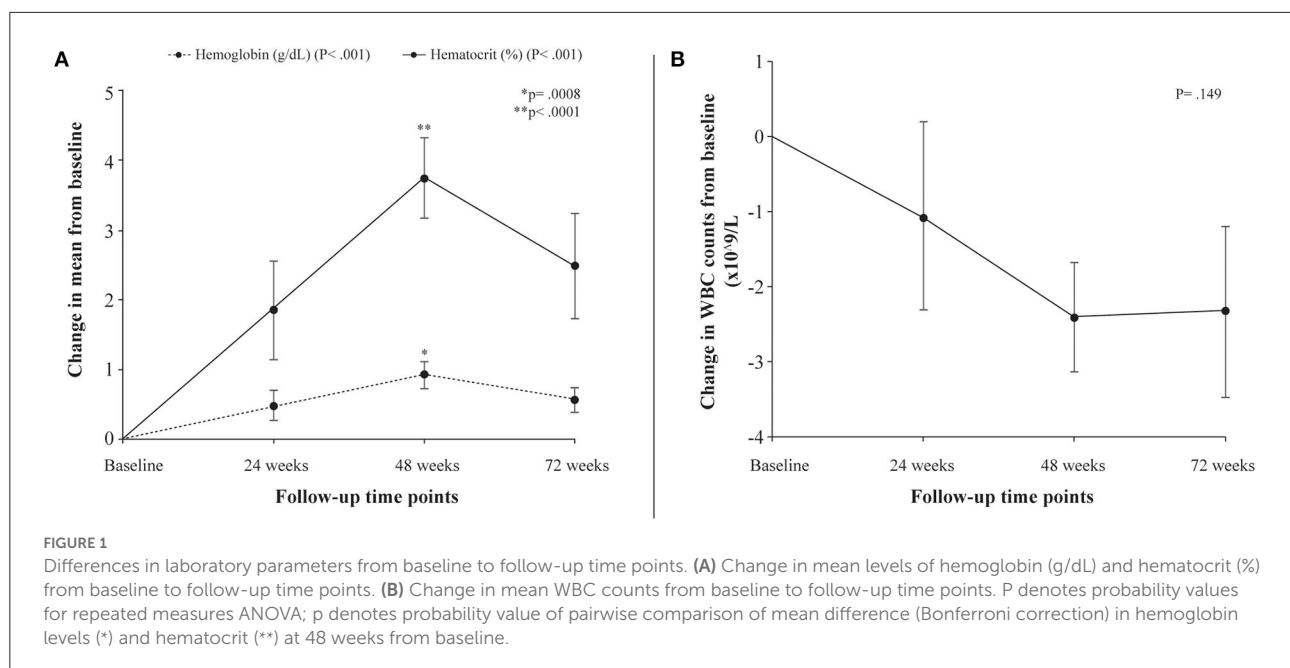 A
Hemoglobin (g/dL) (P< .001)
Hematocrit (%) (P< .001)
*p= .0008
**p< .0001
Change in mean from baseline
5
4
3
2
1
0
**
*
Baseline
24 weeks
48 weeks
72 weeks
Follow-up time points
B
P= .149
Change in WBC counts from baseline
(x10^9/L
1
-0
-1
-2
-3
-4
Baseline
24 weeks
48 weeks
72 weeks
Follow-up time points
FIGURE 1
Differences in laboratory parameters from baseline to follow-up time points. (A) Change in mean levels of hemoglobin (g/dL) and hematocrit (%)
from baseline to follow-up time points. (B) Change in mean WBC counts from baseline to follow-up time points. P denotes probability values
for repeated measures ANOVA; p denotes probability value of pairwise comparison of mean difference (Bonferroni correction) in hemoglobin
levels (*) and hematocrit (**) at 48 weeks from baseline.